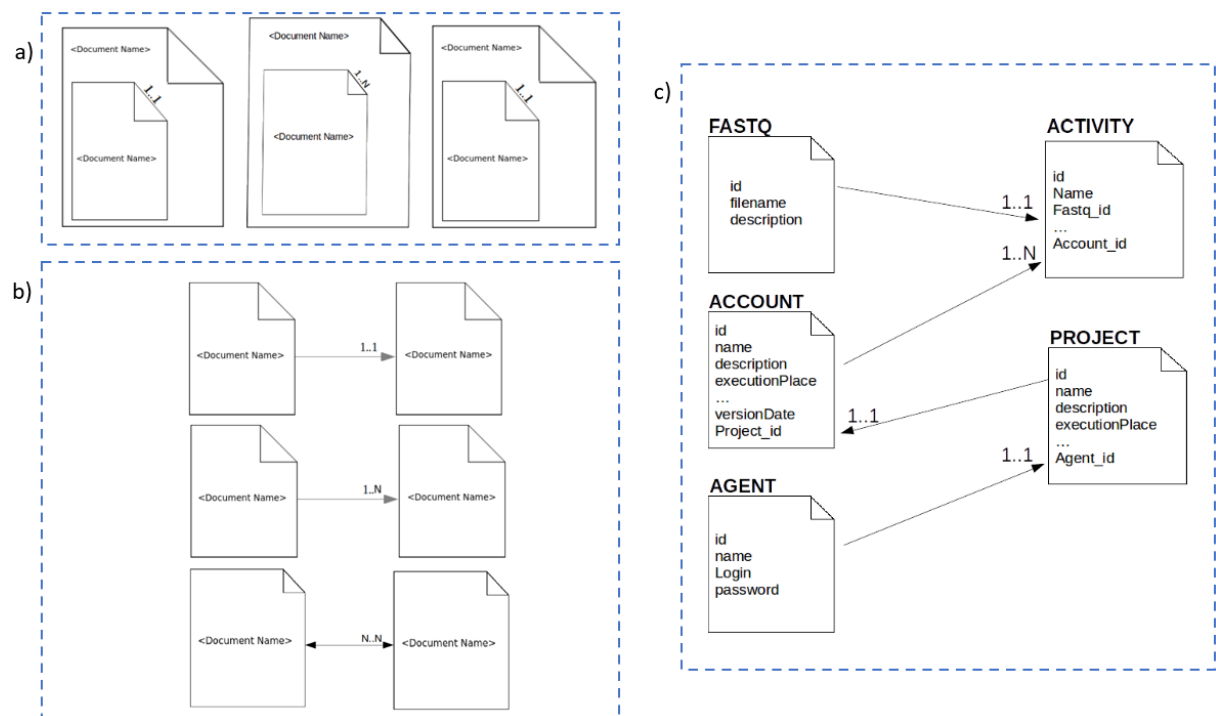 a)
<Document Name>
1..1
<Document Name>
<Document Name>
1..N
<Document Name>
<Document Name>
1..1
<Document Name>
b)
<Document Name>
1..1
<Document Name>
<Document Name>
1..N
<Document Name>
<Document Name>
N..N
<Document Name>
c)
FASTQ
id
filename
description
ACTIVITY
id
Name
Fastq_id
...
Account_id
1..1
1..N
ACCOUNT
id
name
description
executionPlace
...
versionDate
Project_id
PROJECT
id
name
description
executionPlace
...
Agent_id
1..1
1..1
AGENT
id
name
Login
password